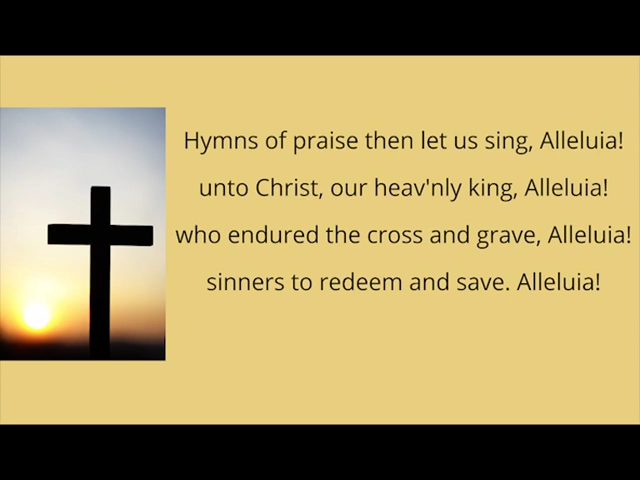 Hymns of praise then let us sing, Alleluia!
unto Christ, our heav'nly king, Alleluia!
who endured the cross and grave, Alleluia!
sinners to redeem and save. Alleluia!